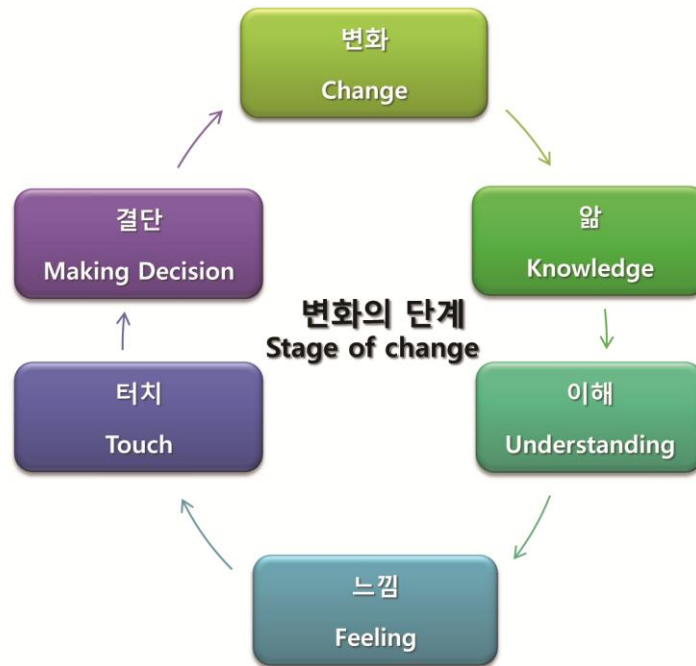 변화
Change
앎
Knowledge
이해
Understanding
느낌
Feeling
터치
Touch
결단
Making Decision
변화의 단계
Stage of change